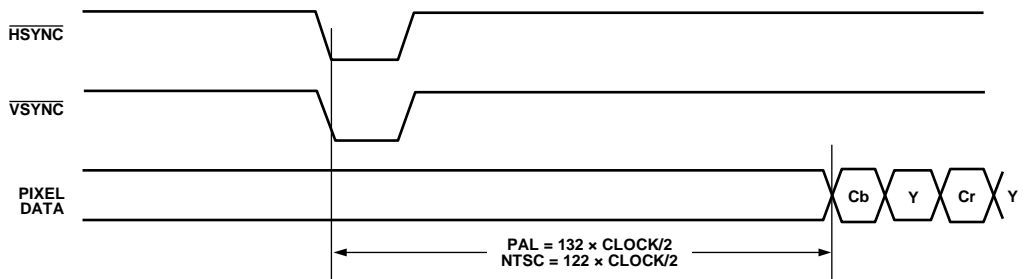 HSYNC
VSYNC
PIXEL
DATA
Cb
Y
Cr
Y
PAL = 132 × CLOCK/2
NTSC = 122 × CLOCK/2